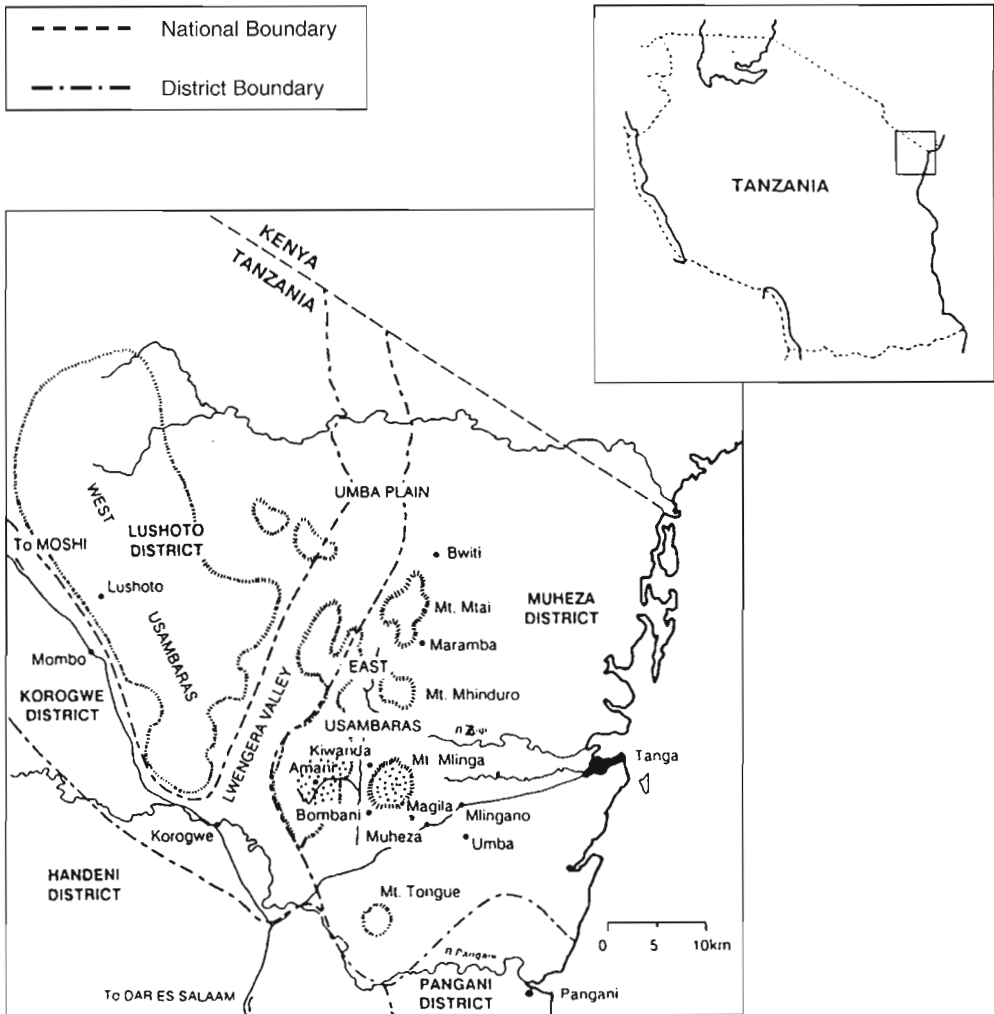 National Boundary
District Boundary
TANZANIA
KENYA
TANZANIA
UMBA PLAIN
WEST
LUSHOTO
DISTRICT
To MOSHI
Bwiti
Lushoto
MUHEZA
DISTRICT
Mt. Mtai
USAMBARAS
Maramba
Mombo
EAST
KOROGWE
DISTRICT
LWENGERA VALLEY
Mt. Mhinduro
USAMBARAS
Kiwanda
Mt Mlinga
Tanga
Amani
Bombani
Magila
Mlingano
Korogwe
Muheza
Umba
HANDENI
DISTRICT
Mt. Tongue
0 5 10km
R Pangani
PANGANI
DISTRICT
To DAR ES SALAAM
Pangani